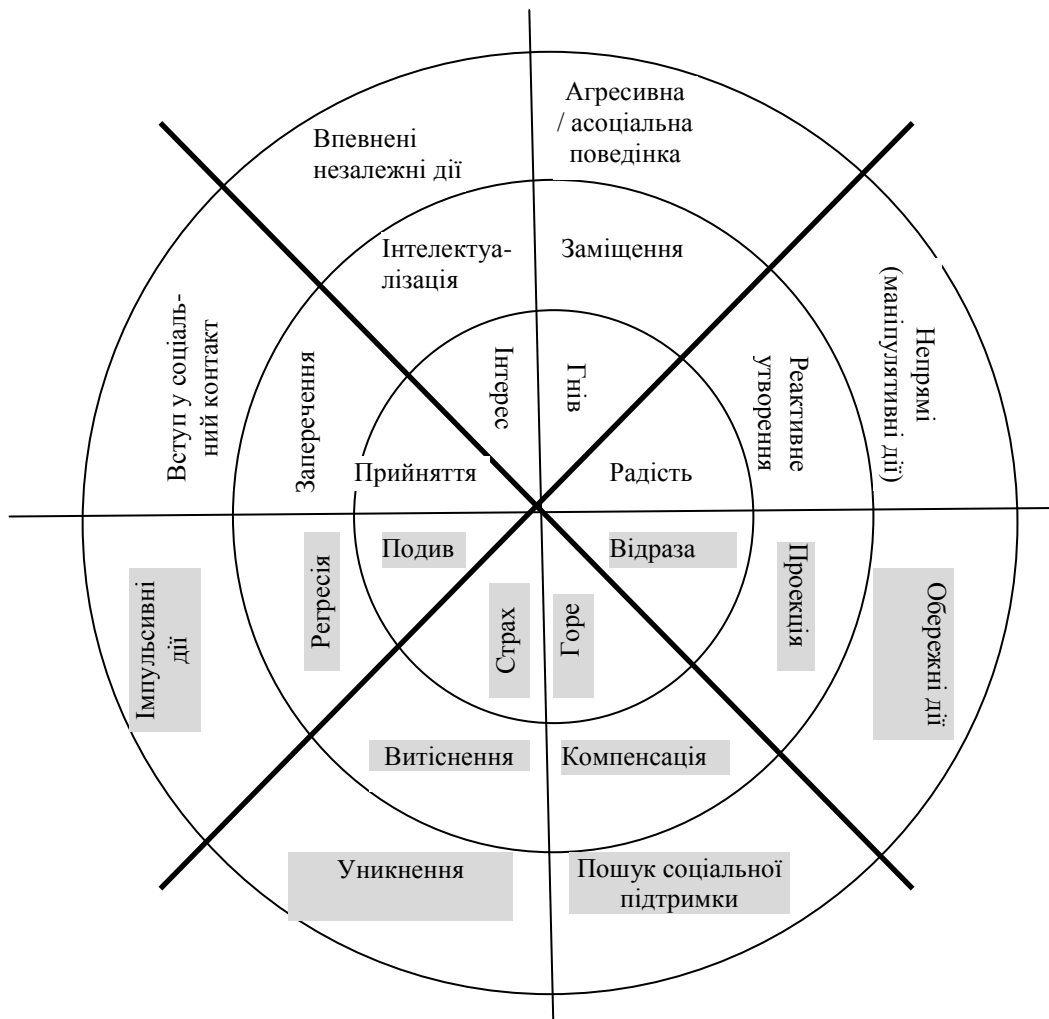 Агресивна
/ асоціальна
поведінка
Впевнені
незалежні дії
Інтелектуа-
лізація
Заміщення
Непрямі
(маніпулятивні дії)
Вступ у соціаль-
ний контакт
Заперечення
Інтерес
Гнів
Реактивне
утворення
Прийняття
Радість
Подив
Відраза
Імпульсивні
дії
Регресія
Страх
Горе
Проекція
Обережні дії
Витіснення
Компенсація
Уникнення
Пошук соціальної
підтримки